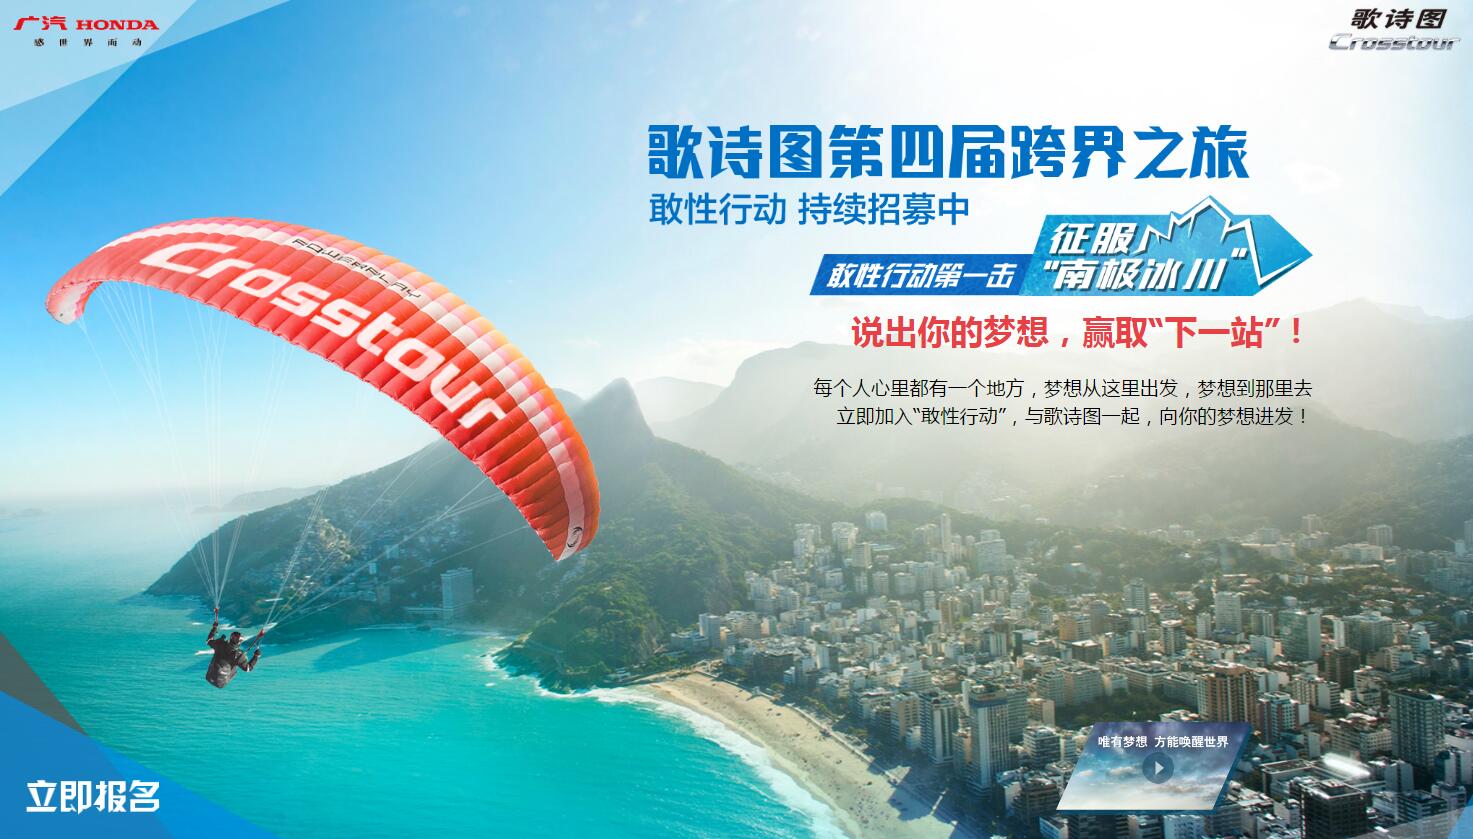 广汽 HONDA
感世界而动
歌诗图
Crosstour
歌诗图第四届跨界之旅
敢性行动 持续招募中
敢性行动第一击
征服
“南极冰川”
说出你的梦想，赢取“下一站”！
每个人心里都有一个地方，梦想从这里出发，梦想到那里去
立即加入“敢性行动”，与歌诗图一起，向你的梦想进发！
POWERPLAY
Crosstour
唯有梦想 方能唤醒世界
立即报名